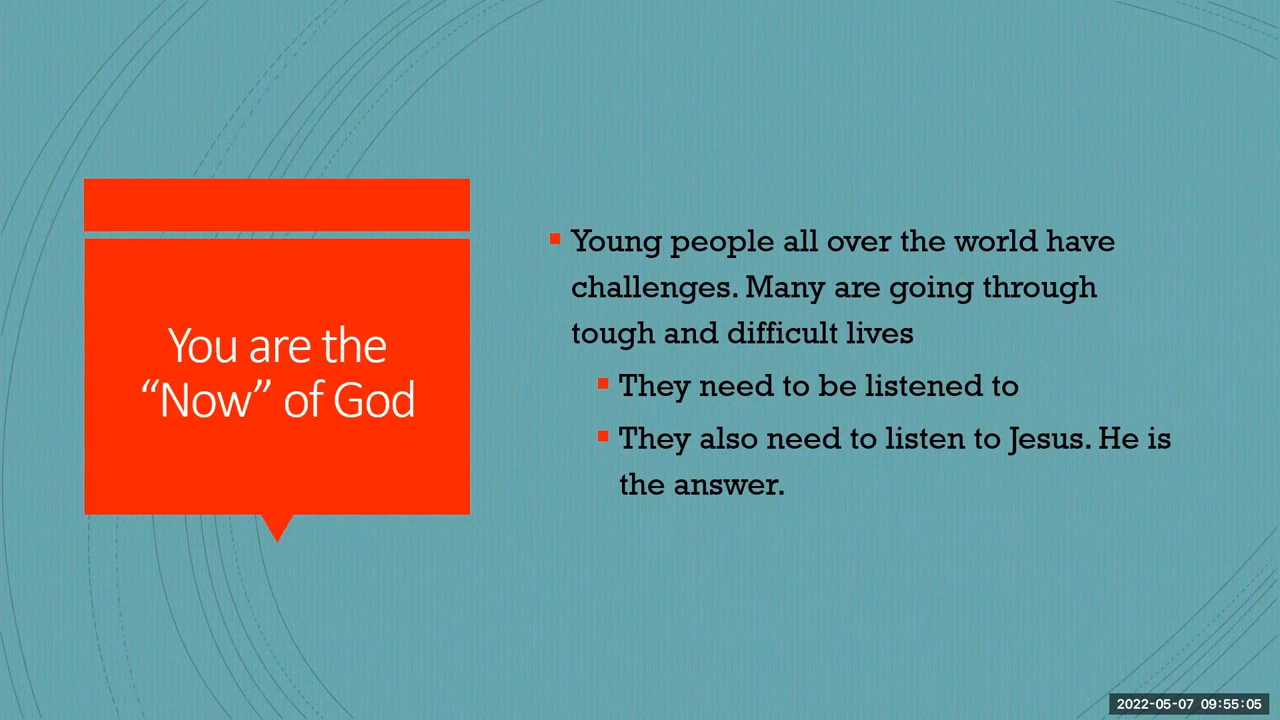 You are the
“Now” of God
Young people all over the world have
challenges. Many are going through
tough and difficult lives
They need to be listened to
They also need to listen to Jesus. He is
the answer.
2022-05-07 09:55:05